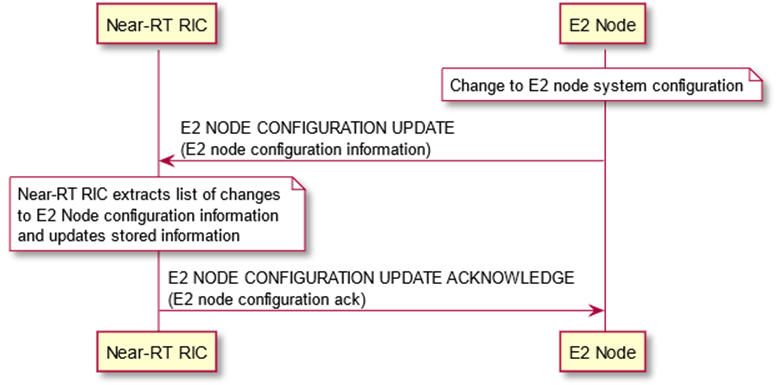 Near-RT RIC
E2 Node
Change to E2 node system configuration
E2 NODE CONFIGURATION UPDATE
(E2 node configuration information)
Near-RT RIC extracts list of changes
to E2 Node configuration information
and updates stored information
E2 NODE CONFIGURATION UPDATE ACKNOWLEDGE
(E2 node configuration ack)
Near-RT RIC
E2 Node